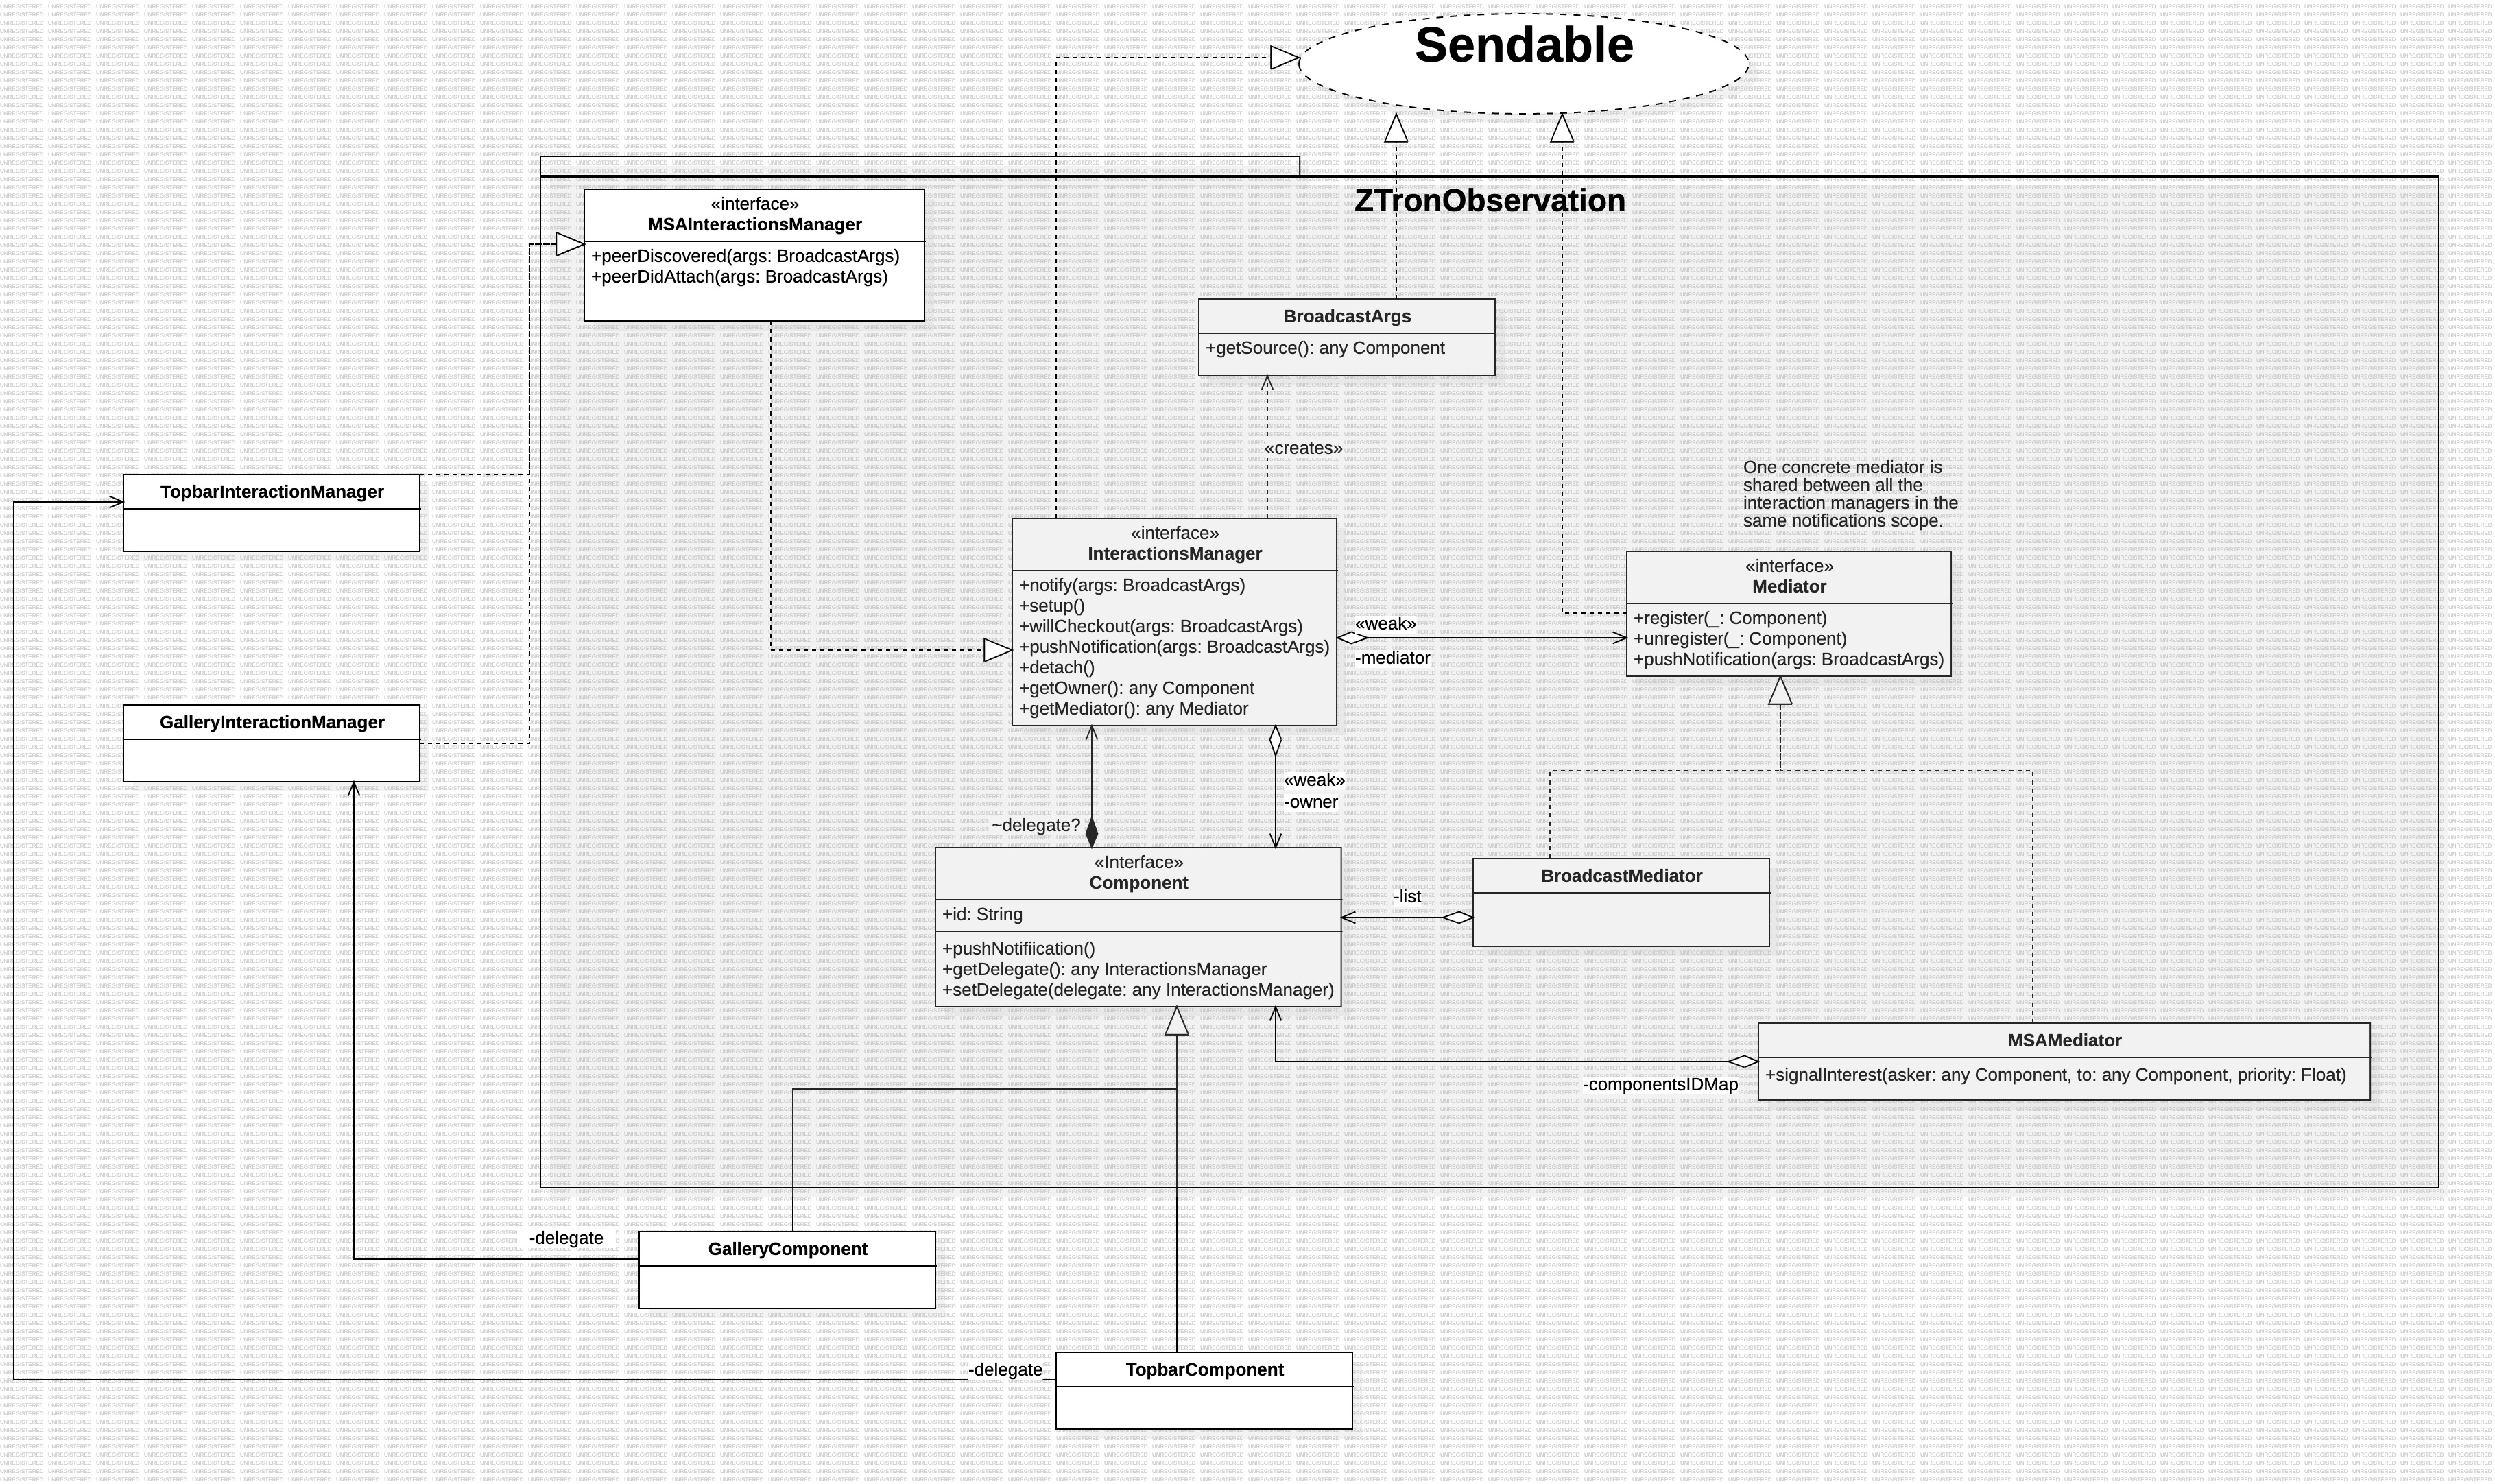 Sendable
ZTronObservation
«interface»
MSAInteractionsManager
+peerDiscovered(args: BroadcastArgs)
+peerDidAttach(args: BroadcastArgs)
BroadcastArgs
+getSource(): any Component
«creates»
One concrete mediator is
shared between all the
interaction managers in the
same notifications scope.
TopbarInteractionManager
«interface»
InteractionsManager
+notify(args: BroadcastArgs)
+setup()
+willCheckout(args: BroadcastArgs)
+pushNotification(args: BroadcastArgs)
+detach()
+getOwner(): any Component
+getMediator(): any Mediator
«weak»
-mediator
«interface»
Mediator
+register(_: Component)
+unregister(_: Component)
+pushNotification(args: BroadcastArgs)
GalleryInteractionManager
«weak»
-owner
~delegate?
«Interface»
Component
+id: String
+pushNotifiication()
+getDelegate(): any InteractionsManager
+setDelegate(delegate: any InteractionsManager)
-list
BroadcastMediator
MSAMediator
+signalInterest(asker: any Component, to: any Component, priority: Float)
-componentsIDMap
-delegate
GalleryComponent
-delegate
TopbarComponent
UNREGISTERED